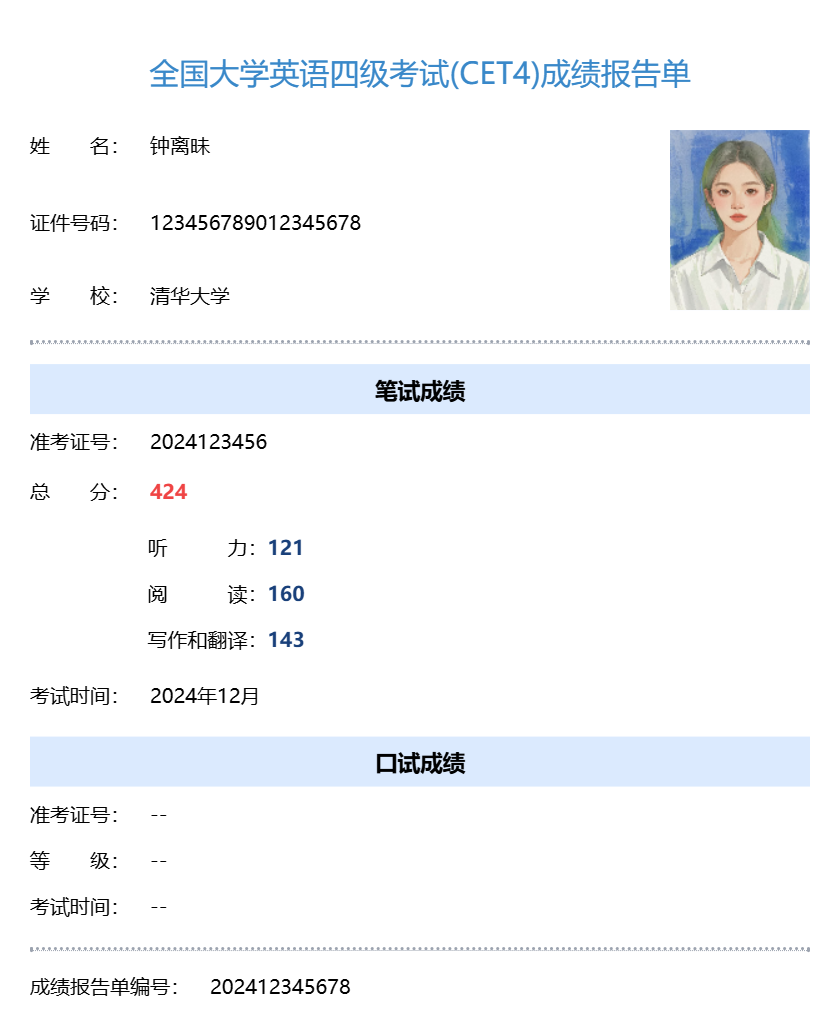 全国大学英语四级考试(CET4)成绩报告单
姓 名： 钟离昧
证件号码： 123456789012345678
学 校： 清华大学
笔试成绩
准考证号： 2024123456
总 分： 424
听 力：121
阅 读：160
写作和翻译：143
考试时间： 2024年12月
口试成绩
准考证号： --
等 级： --
考试时间： --
成绩报告单编号： 202412345678